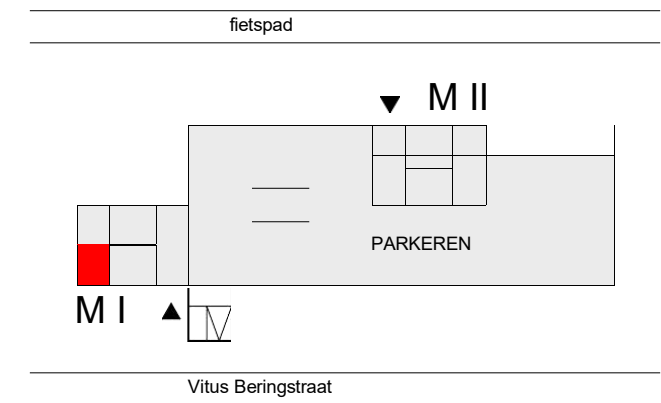 fietspad
M II
PARKEREN
M I
Vitus Beringstraat